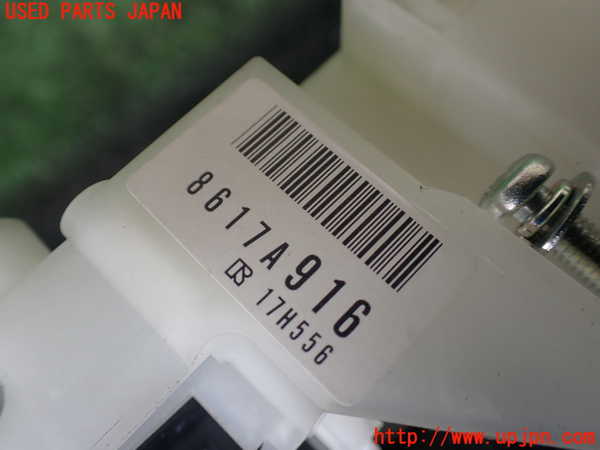 USED PARTS JAPAN
8617A916
17H556
http://www.upjpn.com